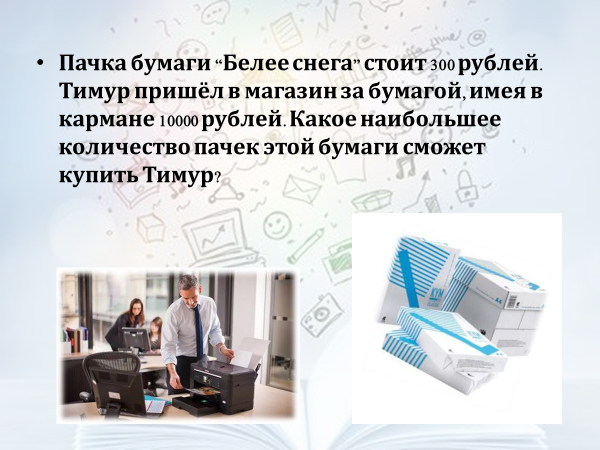 • Пачка бумаги “Белее снега” стоит 300 рублей.
Тимур пришёл в магазин за бумагой, имея в
кармане 10000 рублей. Какое наибольшее
количество пачек этой бумаги сможет
купить Тимур?
A4